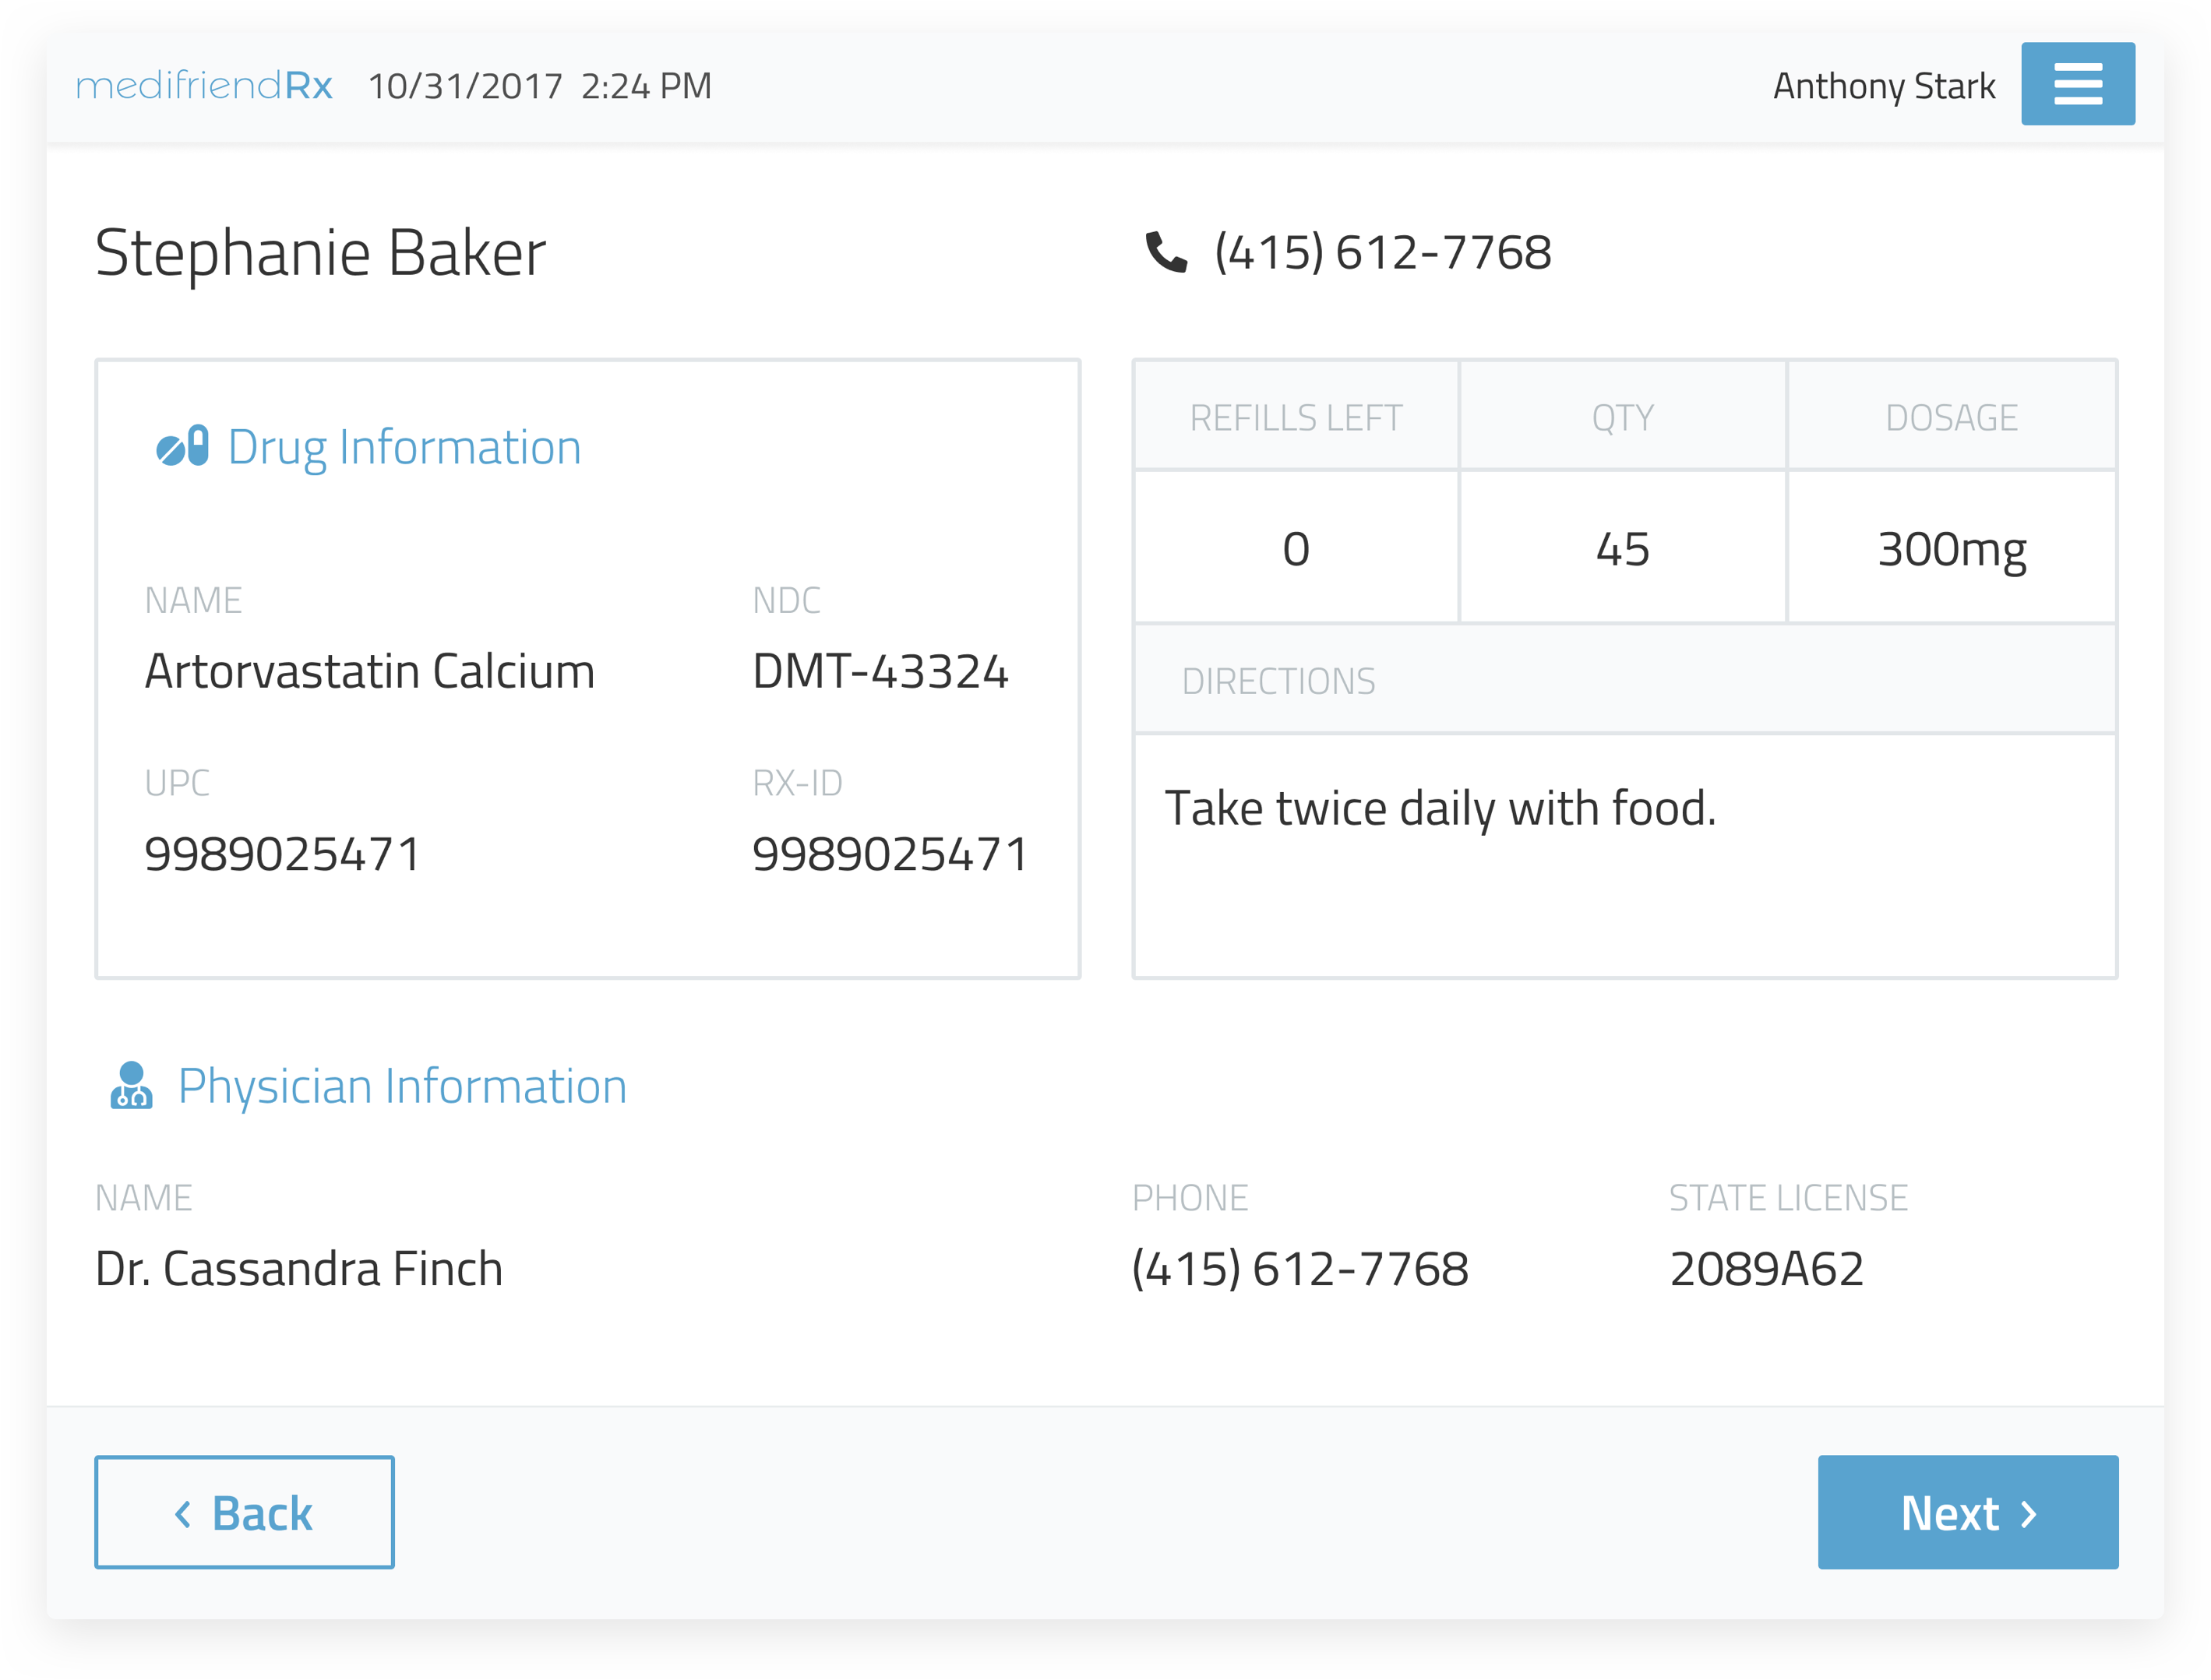 medifriendRx 10/31/2017 2:24 PM Anthony Stark
Stephanie Baker (415) 612-7768
Drug Information
NAME NDC
Artorvastatin Calcium DMT-43324
UPC RX-ID
9989025471 9989025471
REFILLS LEFT QTY DOSAGE
0 45 300mg
DIRECTIONS
Take twice daily with food.
Physician Information
NAME PHONE STATE LICENSE
Dr. Cassandra Finch (415) 612-7768 2089A62
Back Next